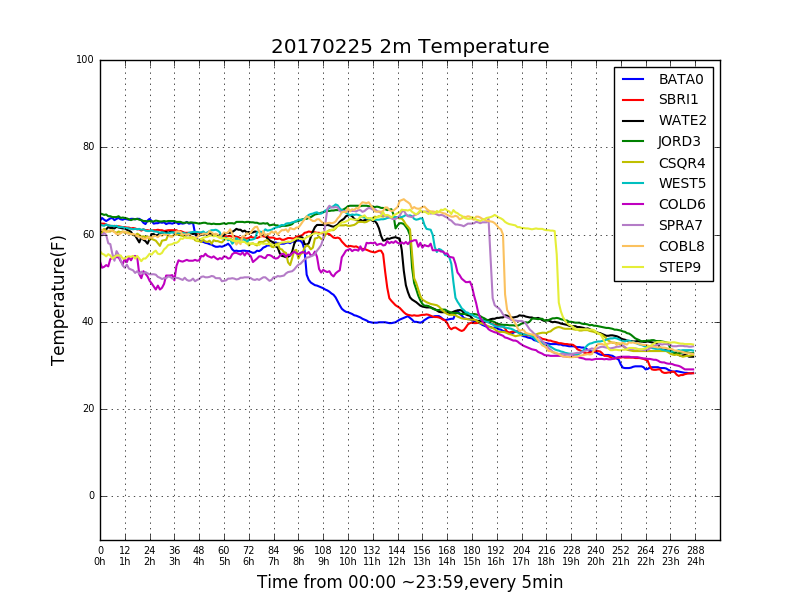 20170225 2m Temperature
100
80
60
40
20
0
Temperature(F)
BATA0
SBRI1
WATE2
JORD3
CSQR4
WEST5
COLD6
SPRA7
COBL8
STEP9
0 12 24 36 48 60 72 84 96 108 120 132 144 156 168 180 192 204 216 228 240 252 264 276 288
0h 1h 2h 3h 4h 5h 6h 7h 8h 9h 10h 11h 12h 13h 14h 15h 16h 17h 18h 19h 20h 21h 22h 23h 24h
Time from 00:00 ~23:59,every 5min